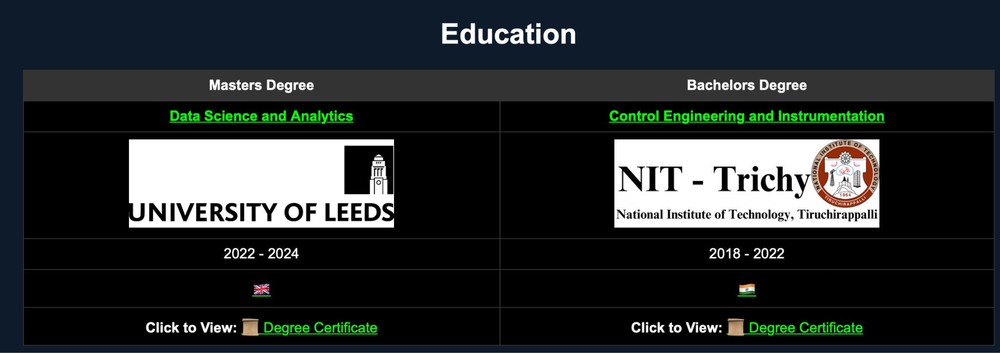 Education
Masters Degree
Bachelors Degree
Data Science and Analytics
Control Engineering and Instrumentation
UNIVERSITY OF LEEDS
NIT - Trichy
NATIONAL INSTITUTE OF TECHNOLOGY
1964
TIRUCHIRAPPALLI
National Institute of Technology, Tiruchirappalli
2022 - 2024
2018 - 2022
Click to View: Degree Certificate
Click to View: Degree Certificate